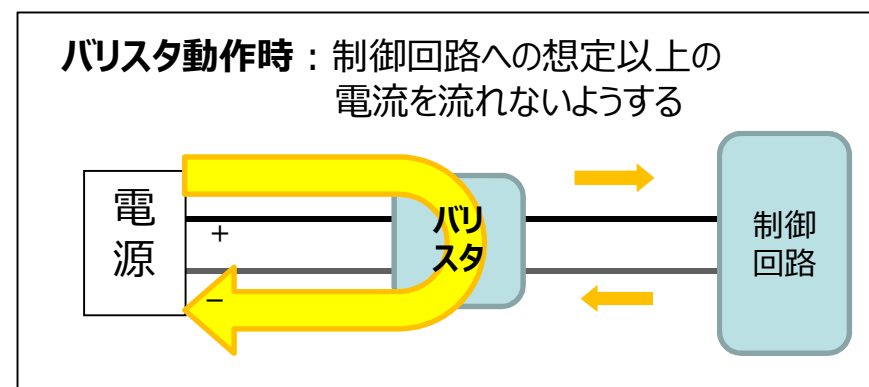 バリスタ動作時：制御回路への想定以上の
電流を流れないようする
電
源
+
−
バリ
スタ
制御
回路